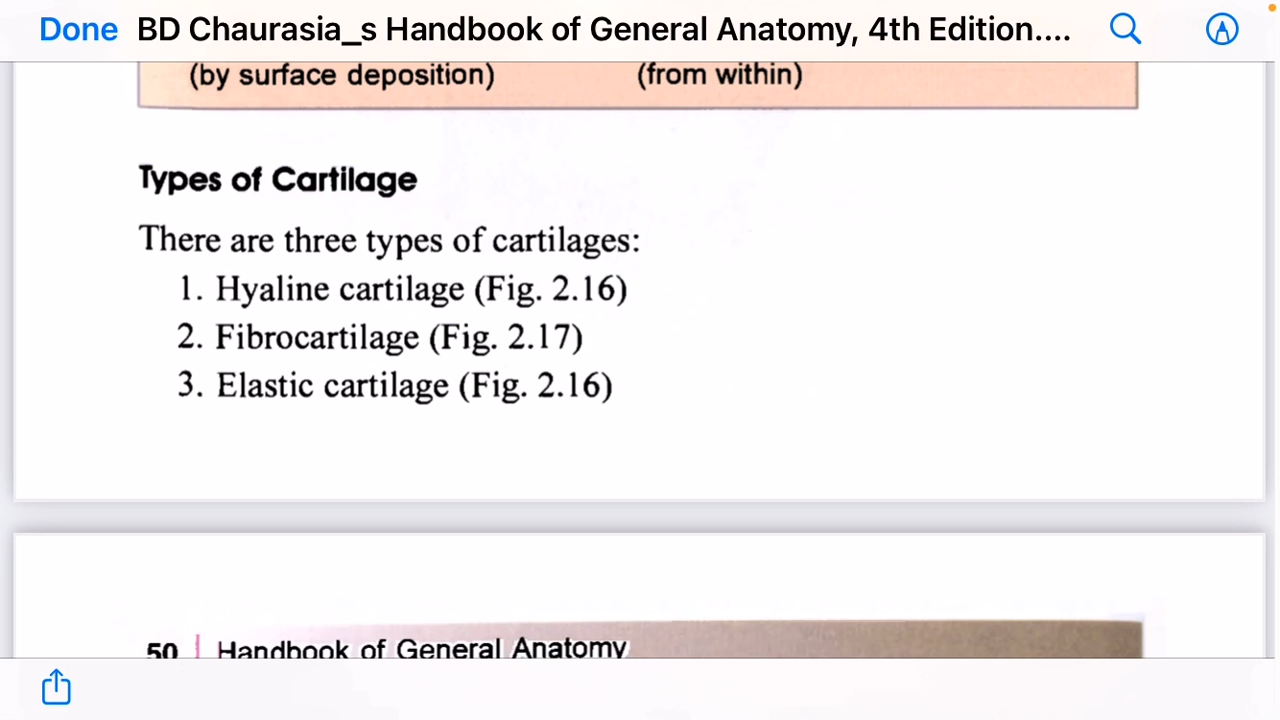 Done BD Chaurasia_s Handbook of General Anatomy, 4th Edition....
(by surface deposition) (from within)
Types of Cartilage
There are three types of cartilages:
1. Hyaline cartilage (Fig. 2.16)
2. Fibrocartilage (Fig. 2.17)
3. Elastic cartilage (Fig. 2.16)
50 Handbook of General Anatomy